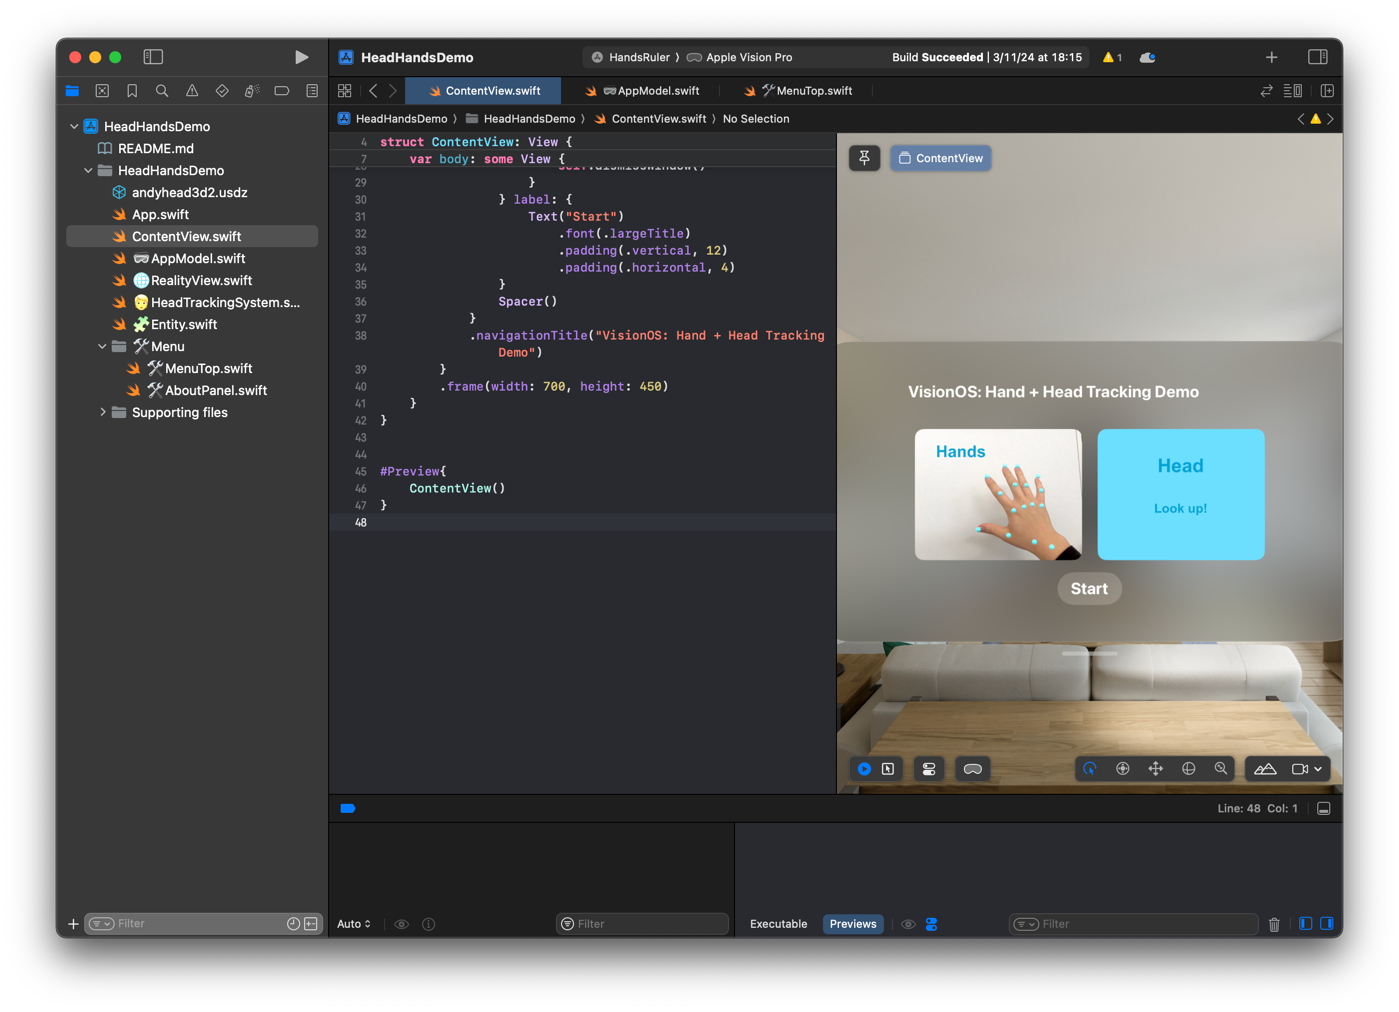 HeadHandsDemo
HandsRuler 〉 Apple Vision Pro
Build Succeeded | 3/11/24 at 18:15
1
ContentView.swift
AppModel.swift
MenuTop.swift
HeadHandsDemo 〉 HeadHandsDemo 〉 ContentView.swift 〉 No Selection
HeadHandsDemo
README.md
HeadHandsDemo
andyhead3d2.usdz
App.swift
ContentView.swift
🥽AppModel.swift
🌐RealityView.swift
HeadTrackingSystem.s...
🧩Entity.swift
🛠️Menu
🛠️MenuTop.swift
🛠️AboutPanel.swift
Supporting files
Filter
4 struct ContentView: View {
7 var body: some View {
29 }
30 } label: {
31 Text("Start")
32 .font(.largeTitle)
33 .padding(.vertical, 12)
34 .padding(.horizontal, 4)
35 }
36 Spacer()
37 }
38 .navigationTitle("VisionOS: Hand + Head Tracking
Demo")
39 }
40 .frame(width: 700, height: 450)
41 }
42 }
43
44
45 #Preview{
46 ContentView()
47 }
48
ContentView
VisionOS: Hand + Head Tracking Demo
Hands
Head
Look up!
Start
Line: 48 Col: 1
Auto
Filter
Executable
Previews
Filter